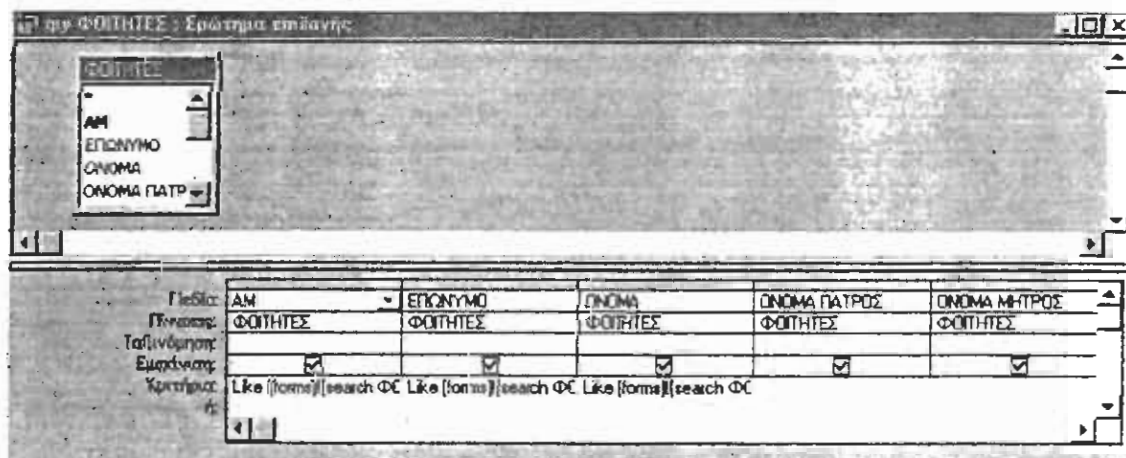 qry ΦΟΙΤΗΤΕΣ : Ερώτημα επιλογής
ΦΟΙΤΗΤΕΣ
*
ΑΜ
ΕΠΩΝΥΜΟ
ΟΝΟΜΑ
ΟΝΟΜΑ ΠΑΤΡ
Πεδίο: ΑΜ ΕΠΩΝΥΜΟ ΟΝΟΜΑ ΟΝΟΜΑ ΠΑΤΡΟΣ ΟΝΟΜΑ ΜΗΤΡΟΣ
Πίνακας: ΦΟΙΤΗΤΕΣ ΦΟΙΤΗΤΕΣ ΦΟΙΤΗΤΕΣ ΦΟΙΤΗΤΕΣ ΦΟΙΤΗΤΕΣ
Ταξινόμηση:
Εμφάνιση:
Κριτήρια: Like [forms]![search ΦΟ Like [forms]![search ΦΟ Like [forms]![search ΦΟ
ή: